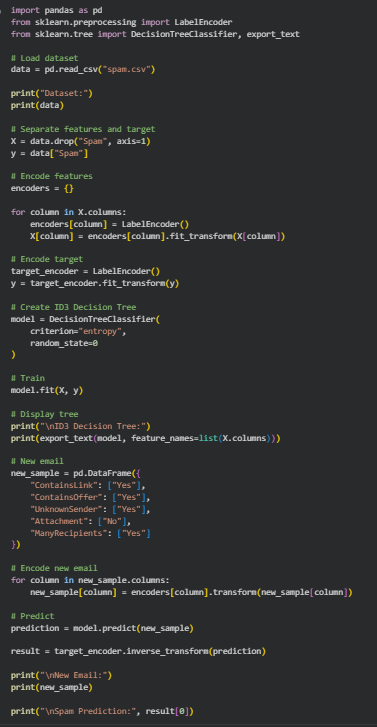 import pandas as pd
from sklearn.preprocessing import LabelEncoder
from sklearn.tree import DecisionTreeClassifier, export_text

# Load dataset
data = pd.read_csv("spam.csv")

print("Dataset:")
print(data)

# Separate features and target
X = data.drop("Spam", axis=1)
y = data["Spam"]

# Encode features
encoders = {}

for column in X.columns:
    encoders[column] = LabelEncoder()
    X[column] = encoders[column].fit_transform(X[column])

# Encode target
target_encoder = LabelEncoder()
y = target_encoder.fit_transform(y)

# Create ID3 Decision Tree
model = DecisionTreeClassifier(
    criterion="entropy",
    random_state=0
)

# Train
model.fit(X, y)

# Display tree
print("\nID3 Decision Tree:")
print(export_text(model, feature_names=list(X.columns)))

# New email
new_sample = pd.DataFrame({
    "ContainsLink": ["Yes"],
    "ContainsOffer": ["Yes"],
    "UnknownSender": ["Yes"],
    "Attachment": ["No"],
    "ManyRecipients": ["Yes"]
})

# Encode new email
for column in new_sample.columns:
    new_sample[column] = encoders[column].transform(new_sample[column])

# Predict
prediction = model.predict(new_sample)

result = target_encoder.inverse_transform(prediction)

print("\nNew Email:")
print(new_sample)

print("\nSpam Prediction:", result[0])